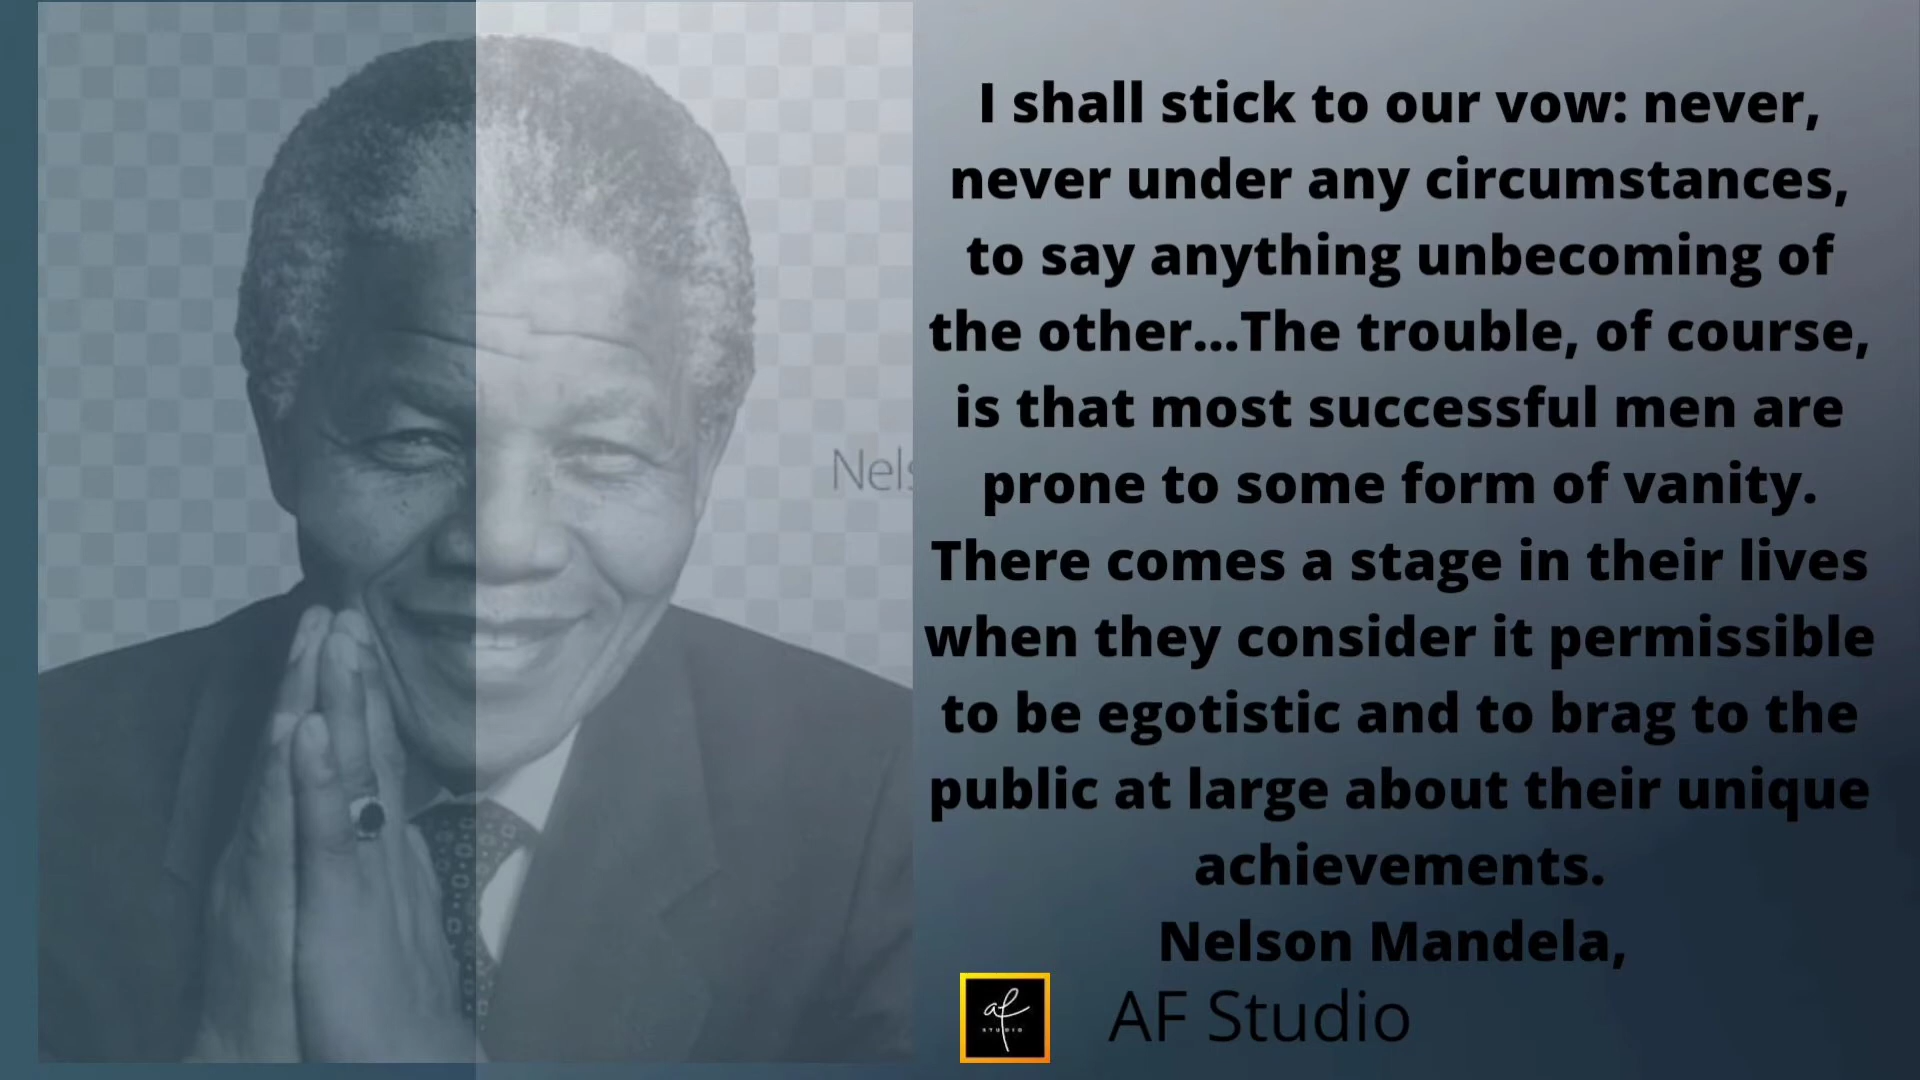 I shall stick to our vow: never,
never under any circumstances,
to say anything unbecoming of
the other...The trouble, of course,
is that most successful men are
prone to some form of vanity.
There comes a stage in their lives
when they consider it permissible
to be egotistic and to brag to the
public at large about their unique
achievements.
Nelson Mandela,
Nels
af
STUDIO
AF Studio